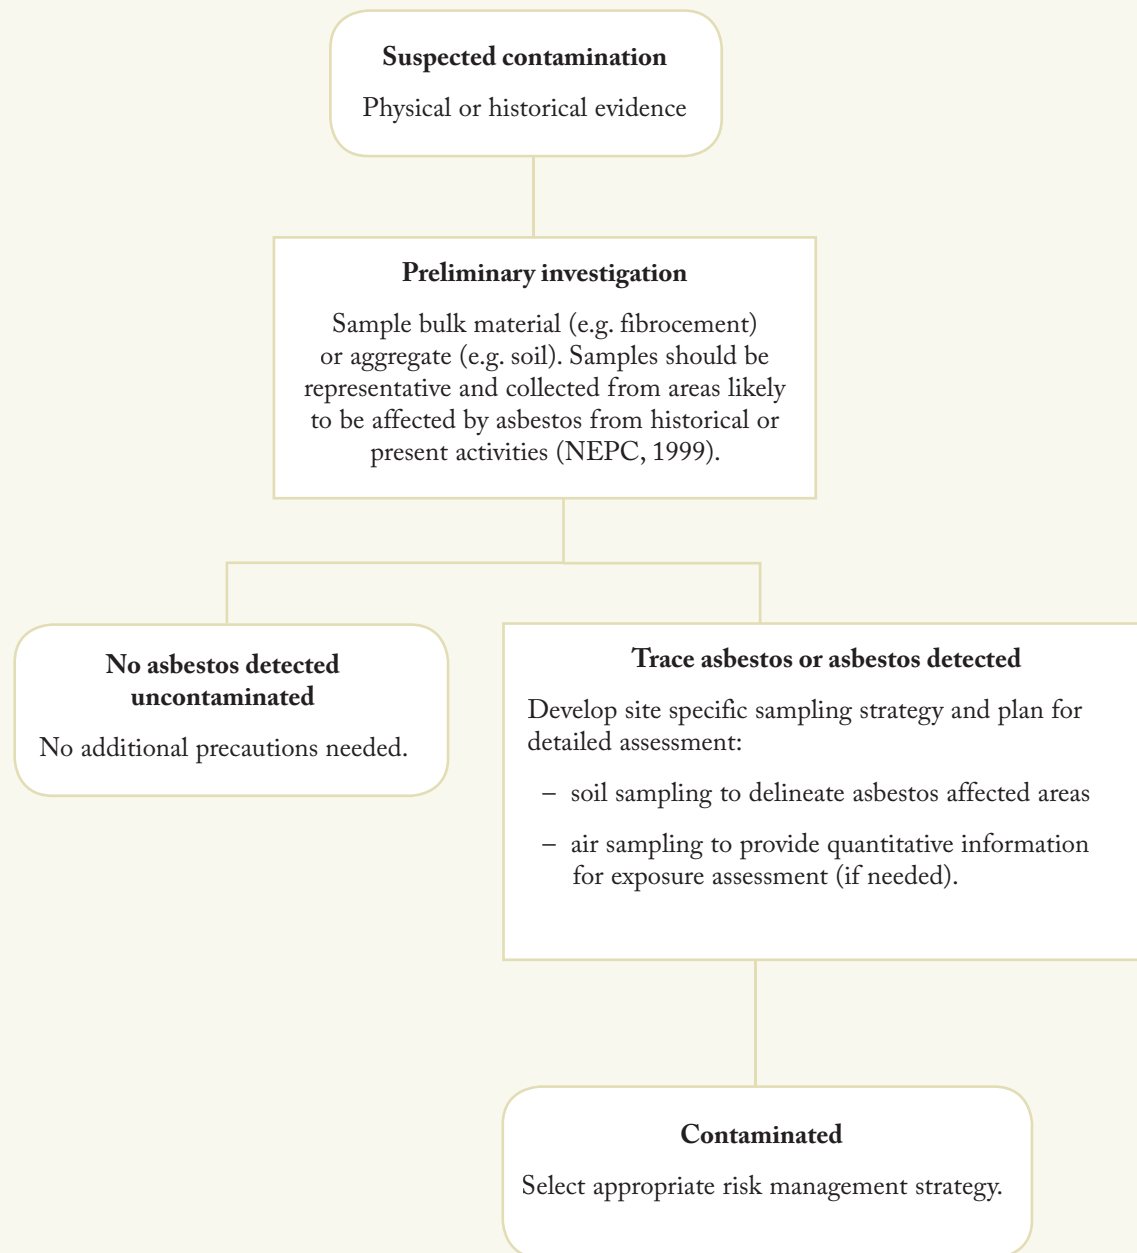 Suspected contamination
Physical or historical evidence
Preliminary investigation
Sample bulk material (e.g. fibrocement)
or aggregate (e.g. soil). Samples should be
representative and collected from areas likely
to be affected by asbestos from historical or
present activities (NEPC, 1999).
No asbestos detected
uncontaminated
No additional precautions needed.
Trace asbestos or asbestos detected
Develop site specific sampling strategy and plan for
detailed assessment:
– soil sampling to delineate asbestos affected areas
– air sampling to provide quantitative information
for exposure assessment (if needed).
Contaminated
Select appropriate risk management strategy.